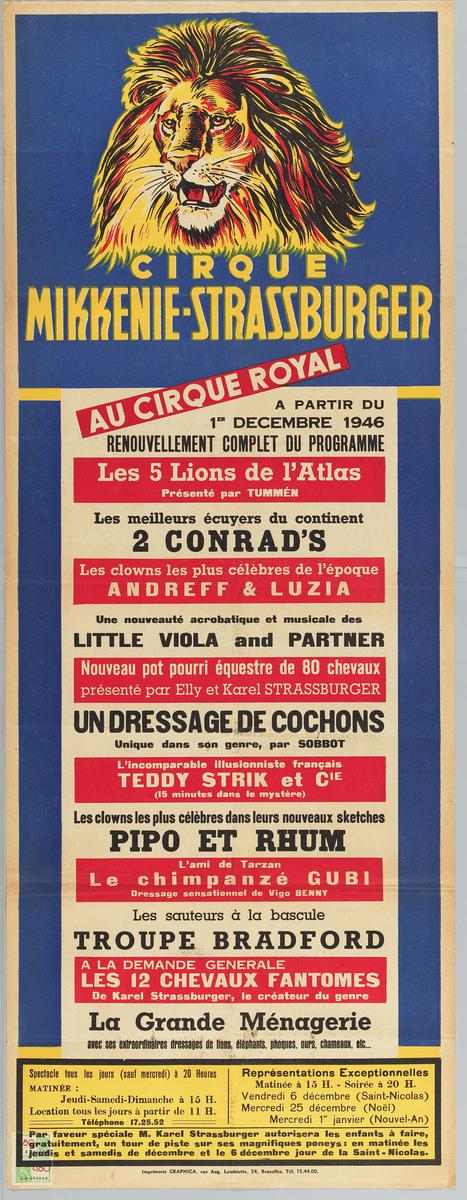 CIRQUE
MIKKENIE-STRASSBURGER
AU CIRQUE ROYAL
A PARTIR DU
1er DECEMBRE 1946
RENOUVELLEMENT COMPLET DU PROGRAMME
Les 5 Lions de l'Atlas
Présenté par TUMMÉN
Les meilleurs écuyers du continent
2 CONRAD'S
Les clowns les plus célèbres de l'époque
ANDREFF & LUZIA
Une nouveauté acrobatique et musicale des
LITTLE VIOLA and PARTNER
Nouveau pot pourri équestre de 80 chevaux
présenté par Elly et Karel STRASSBURGER
UN DRESSAGE DE COCHONS
Unique dans son genre, par SOBBOT
L'incomparable illusionniste français
TEDDY STRIK et CIE
(15 minutes dans le mystère)
Les clowns les plus célèbres dans leurs nouveaux sketches
PIPO ET RHUM
L'ami de Tarzan
Le chimpanzé GUBI
Dressage sensationnel de Vigo BENNY
Les sauteurs à la bascule
TROUPE BRADFORD
A LA DEMANDE GENERALE
LES 12 CHEVAUX FANTOMES
De Karel Strassburger, le créateur du genre
La Grande Ménagerie
avec ses extraordinaires dressages de lions, éléphants, phoques, ours, chameaux, etc...
Spectacle tous les jours (sauf mercredi) à 20 Heures
MATINÉE :
Jeudi-Samedi-Dimanche à 15 H.
Location tous les jours à partir de 11 H.
Téléphone 17.25.52
Représentations Exceptionnelles
Matinée à 15 H. - Soirée à 20 H.
Vendredi 6 décembre (Saint-Nicolas)
Mercredi 25 décembre (Noël)
Mercredi 1er janvier (Nouvel-An)
Par faveur spéciale M. Karel Strassburger autorisera les enfants à faire,
gratuitement, un tour de piste sur ses magnifiques poneys : en matinée les
jeudis et samedis de décembre et le 6 décembre jour de la Saint-Nicolas.
Imprimerie GRAPHICA, rue Aug. Lambiotte, 54, Bruxelles. Tél. 15.44.00.